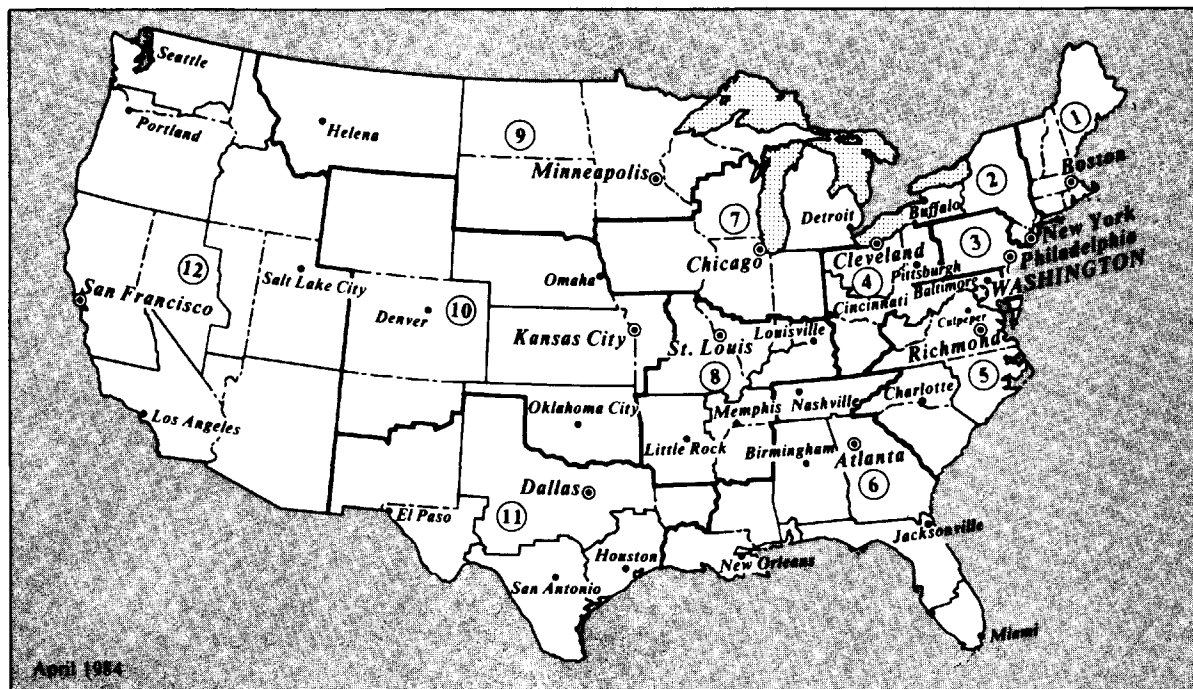 Seattle
Portland
Helena
9
Minneapolis
1
Boston
2
Buffalo
7
Detroit
New York
3
Philadelphia
Cleveland
Chicago
Pittsburgh
WASHINGTON
4
Baltimore
Cincinnati
12
Salt Lake City
Omaha
San Francisco
Denver
10
Kansas City
St. Louis
Louisville
Culpeper
Richmond
8
5
Los Angeles
Oklahoma City
Memphis
Nashville
Charlotte
Little Rock
Birmingham
Atlanta
6
Dallas
11
El Paso
Jacksonville
Houston
New Orleans
San Antonio
Miami
April 1984